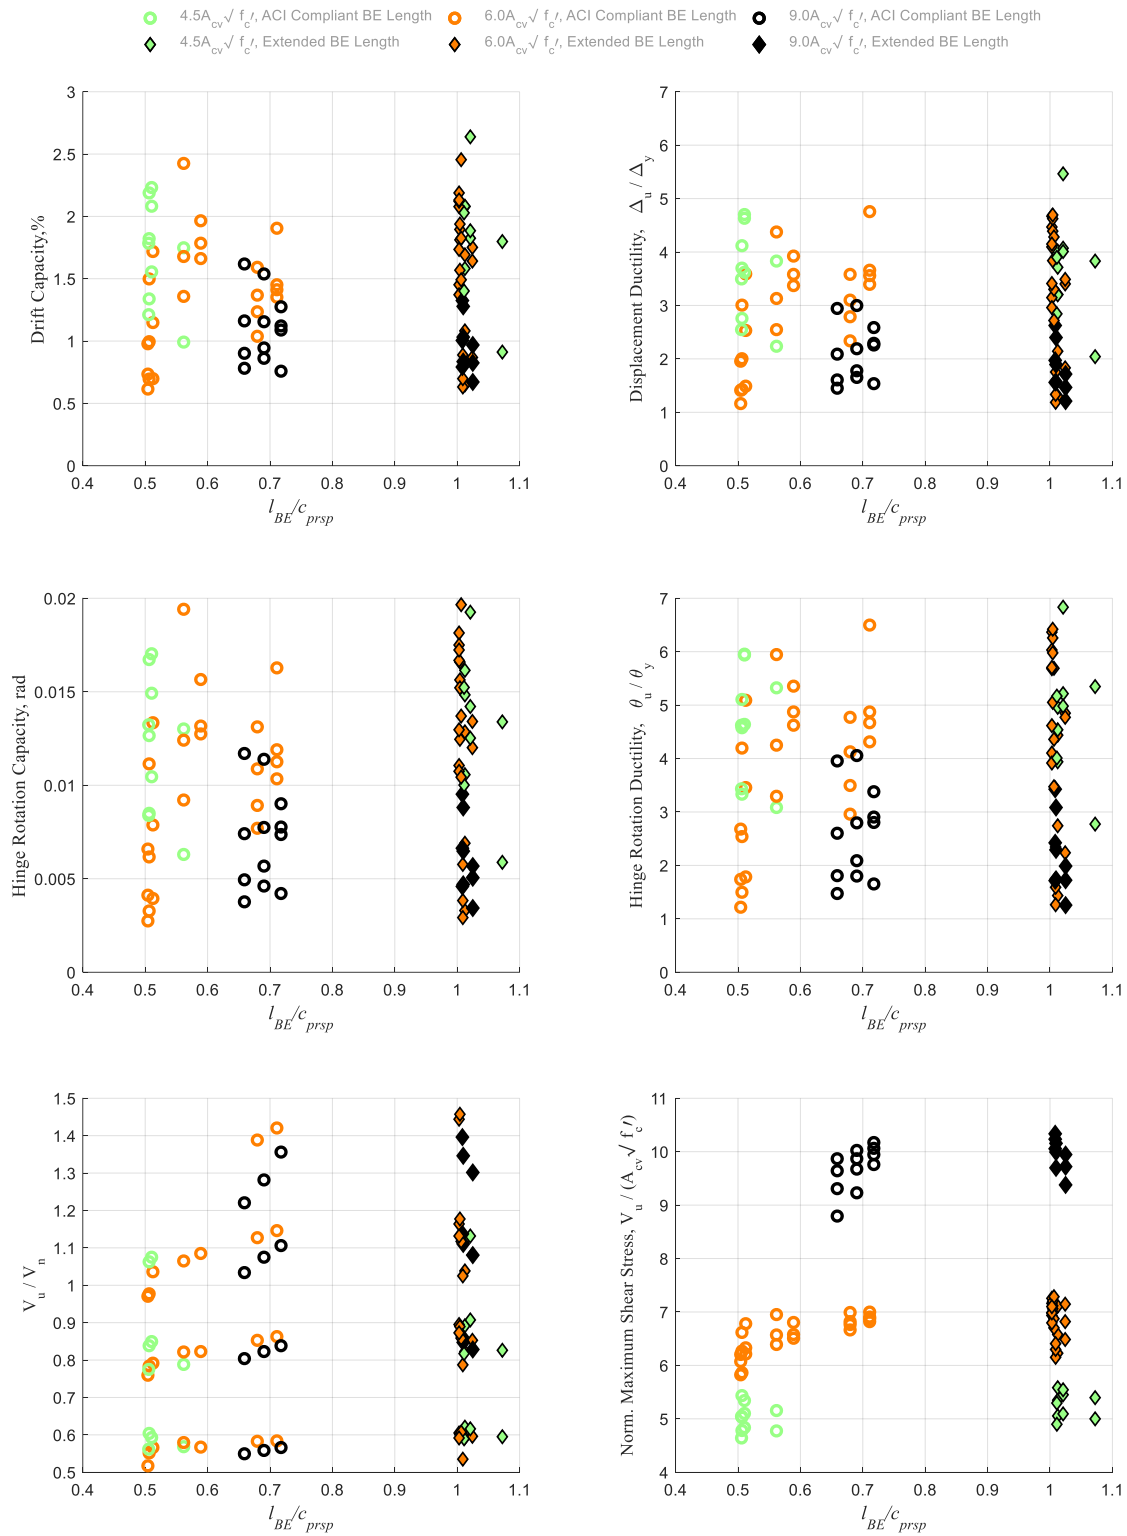 4.5A_cv√ f_c′, ACI Compliant BE Length 6.0A_cv√ f_c′, ACI Compliant BE Length 9.0A_cv√ f_c′, ACI Compliant BE Length
4.5A_cv√ f_c′, Extended BE Length 6.0A_cv√ f_c′, Extended BE Length 9.0A_cv√ f_c′, Extended BE Length
Drift Capacity,%
3
2.5
2
1.5
1
0.5
0
0.4 0.5 0.6 0.7 0.8 0.9 1 1.1
l_BE/c_prsp
Displacement Ductility, Δ_u / Δ_y
7
6
5
4
3
2
1
0
0.4 0.5 0.6 0.7 0.8 0.9 1 1.1
l_BE/c_prsp
Hinge Rotation Capacity, rad
0.02
0.015
0.01
0.005
0
0.4 0.5 0.6 0.7 0.8 0.9 1 1.1
l_BE/c_prsp
Hinge Rotation Ductility, θ_u / θ_y
7
6
5
4
3
2
1
0
0.4 0.5 0.6 0.7 0.8 0.9 1 1.1
l_BE/c_prsp
V_u / V_n
1.5
1.4
1.3
1.2
1.1
1
0.9
0.8
0.7
0.6
0.5
0.4 0.5 0.6 0.7 0.8 0.9 1 1.1
l_BE/c_prsp
Norm. Maximum Shear Stress, V_u / (A_cv√ f_c′)
11
10
9
8
7
6
5
4
0.4 0.5 0.6 0.7 0.8 0.9 1 1.1
l_BE/c_prsp